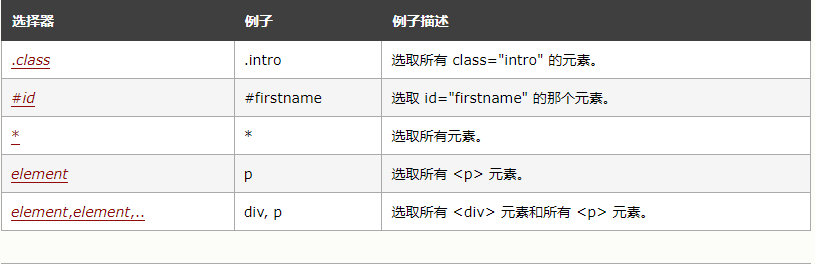 选择器 例子 例子描述
.class .intro 选取所有 class="intro" 的元素。
#id #firstname 选取 id="firstname" 的那个元素。
* * 选取所有元素。
element p 选取所有 <p> 元素。
element,element,.. div, p 选取所有 <div> 元素和所有 <p> 元素。